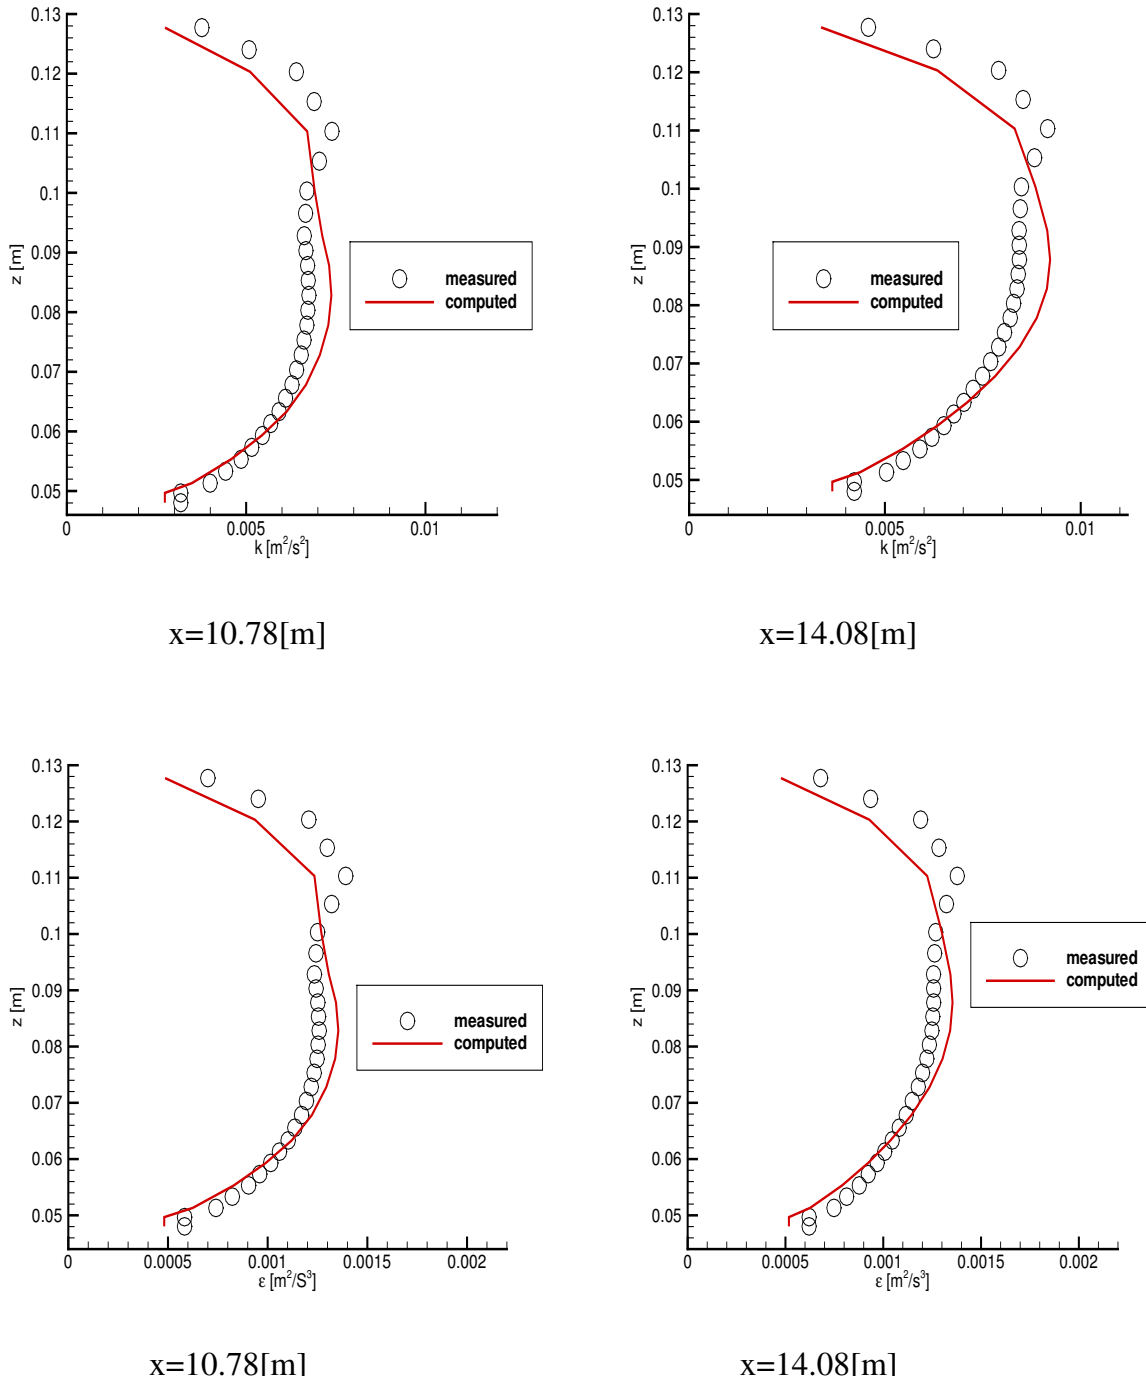 0.13
0.12
0.11
0.1
0.09
0.08
0.07
0.06
0.05
z [m]
0
0.005
0.01
k [m²/s²]
measured
computed
x=10.78[m]
0.13
0.12
0.11
0.1
0.09
0.08
0.07
0.06
0.05
z [m]
0
0.005
0.01
k [m²/s²]
measured
computed
x=14.08[m]
0.13
0.12
0.11
0.1
0.09
0.08
0.07
0.06
0.05
z [m]
0
0.0005
0.001
0.0015
0.002
ε [m²/S³]
measured
computed
x=10.78[m]
0.13
0.12
0.11
0.1
0.09
0.08
0.07
0.06
0.05
z [m]
0
0.0005
0.001
0.0015
0.002
ε [m²/s³]
measured
computed
x=14.08[m]